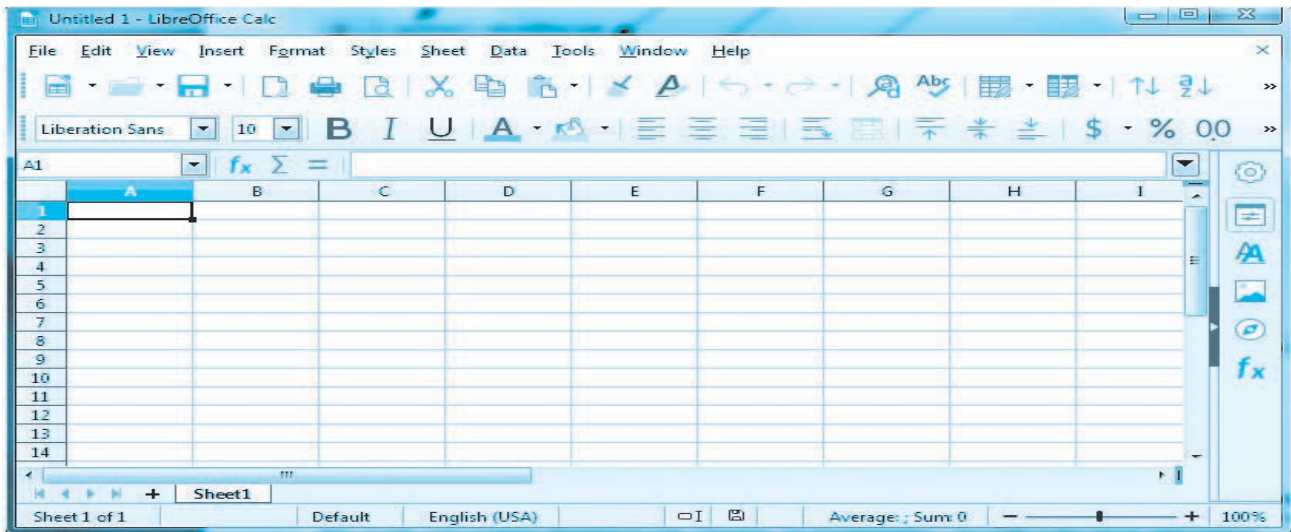 Untitled 1 - LibreOffice Calc
File Edit View Insert Format Styles Sheet Data Tools Window Help
Abc
Liberation Sans 10 B I U A $ % 0.0
A1 fx Σ =
A B C D E F G H I
1
2
3
4
5
6
7
8
9
10
11
12
13
14
Sheet1
Sheet 1 of 1 Default English (USA) Average: ; Sum: 0 100%